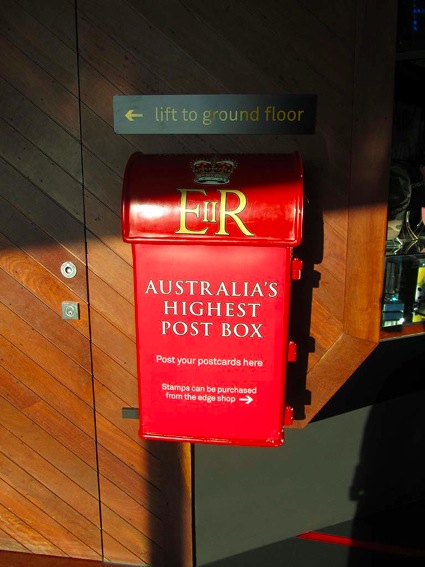 ← lift to ground floor
EIIR
AUSTRALIA'S
HIGHEST
POST BOX
Post your postcards here
Stamps can be purchased
from the edge shop →